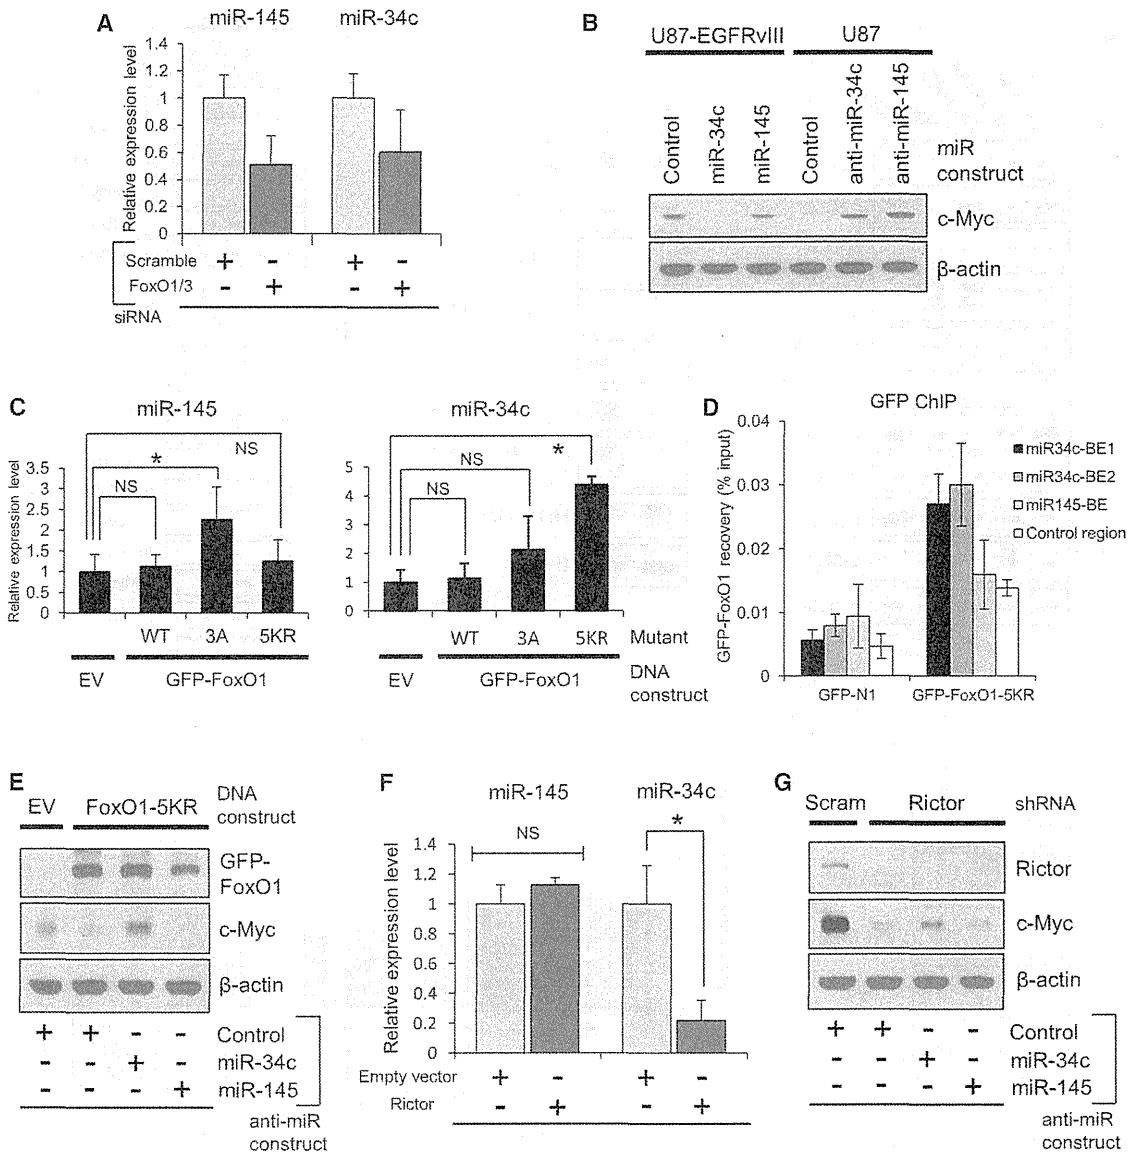 A
miR-145 miR-34c
Relative expression level
1.4
1.2
1
0.8
0.6
0.4
0.2
0
Scramble + - + -
FoxO1/3 - + - +
siRNA
B
U87-EGFRvIII U87
Control miR-34c miR-145 Control anti-miR-34c anti-miR-145
miR construct
c-Myc
β-actin
C
miR-145
NS
*
NS
Relative expression level
3.5
3
2.5
2
1.5
1
0.5
0
WT 3A 5KR
EV GFP-FoxO1
miR-34c
*
NS
NS
5
4
3
2
1
0
WT 3A 5KR Mutant
EV GFP-FoxO1 DNA construct
D
GFP ChIP
GFP-FoxO1 recovery (% input)
0.04
0.03
0.02
0.01
0
miR34c-BE1
miR34c-BE2
miR145-BE
Control region
GFP-N1 GFP-FoxO1-5KR
E
EV FoxO1-5KR DNA construct
GFP-FoxO1
c-Myc
β-actin
+ + - - Control
- - + - miR-34c
- - - + miR-145
anti-miR construct
F
miR-145 miR-34c
NS
*
Relative expression level
1.4
1.2
1
0.8
0.6
0.4
0.2
0
Empty vector + - + -
Rictor - + - +
G
Scram Rictor shRNA
Rictor
c-Myc
β-actin
+ + - - Control
- - + - miR-34c
- - - + miR-145
anti-miR construct